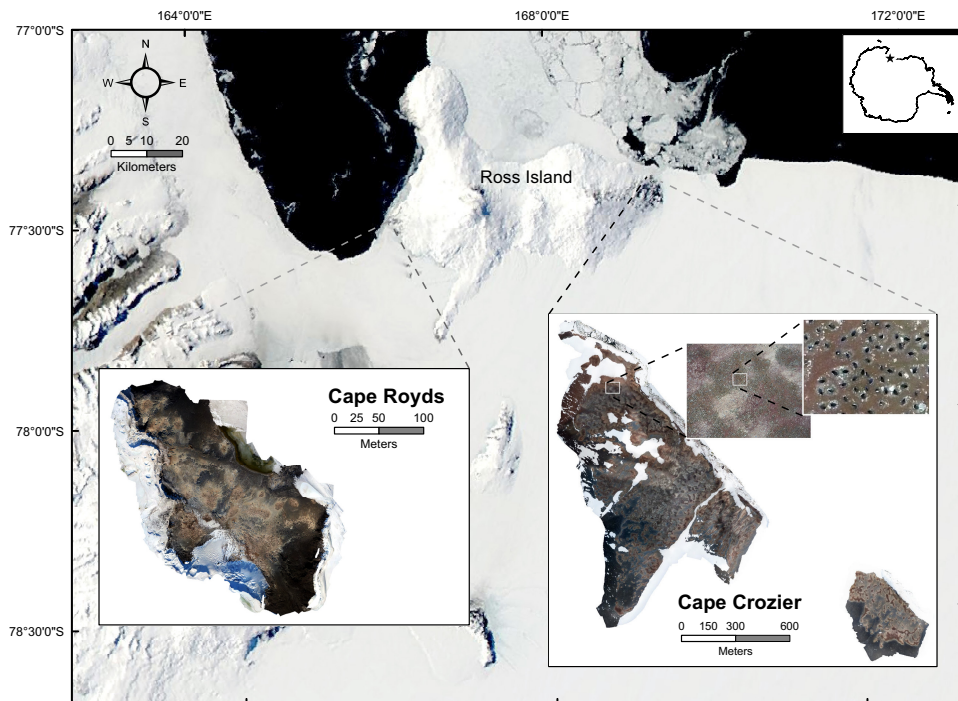 164°0'0"E
168°0'0"E
172°0'0"E
77°0'0"S
N
W
E
S
0 5 10 20
Kilometers
Ross Island
77°30'0"S
Cape Royds
0 25 50 100
Meters
78°0'0"S
Cape Crozier
0 150 300 600
Meters
78°30'0"S